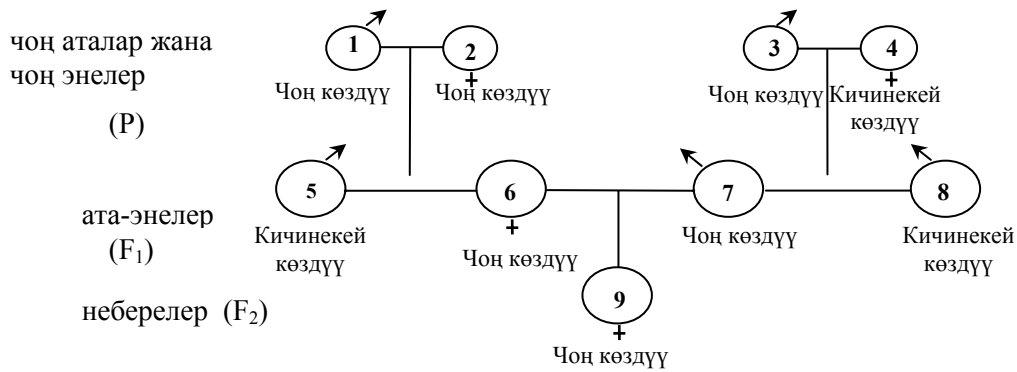 чоң аталар жана
чоң энелер
(P)
1 2 3 4
Чоң көздүү Чоң көздүү Чоң көздүү Кичинекей
көздүү
5 6 7 8
ата-энелер
(F₁)
Кичинекей
көздүү
Чоң көздүү
Чоң көздүү
Кичинекей
көздүү
9
неберелер (F₂)
Чоң көздүү